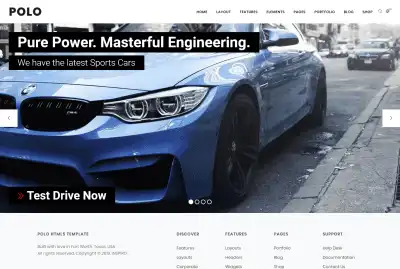 POLO
HOME LAYOUT FEATURES ELEMENTS PAGES PORTFOLIO BLOG SHOP
Pure Power. Masterful Engineering.
We have the latest Sports Cars
Test Drive Now
POLO HTML5 TEMPLATE
DISCOVER FEATURES PAGES SUPPORT
Built with love in Fort Worth, Texas, USA
All rights reserved. Copyright © 2019. INSPIRO.
Features Layouts Portfolio Help Desk
Layouts Headers Blog Documentation
Corporate Widgets Shop Contact Us